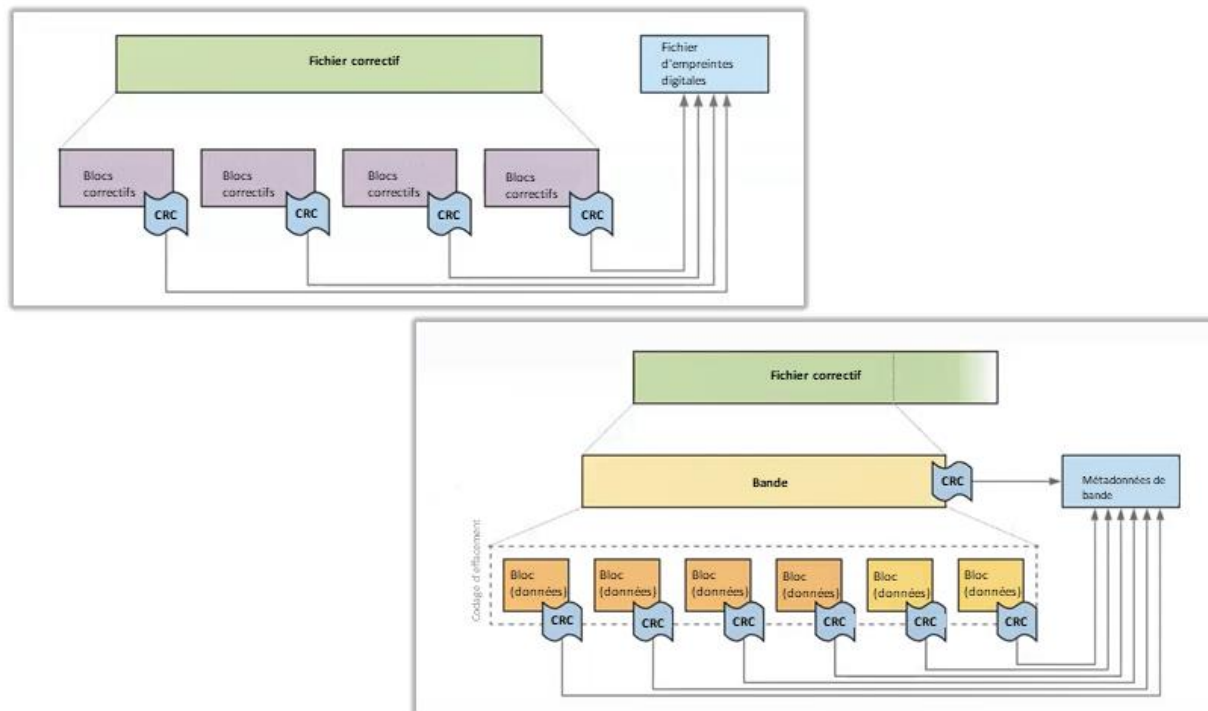 Fichier correctif
Fichier
d'empreintes
digitales
Blocs
correctifs
CRC
Blocs
correctifs
CRC
Blocs
correctifs
CRC
Blocs
correctifs
CRC
Fichier correctif
Bande
CRC
Métadonnées de
bande
Codage d'effacement
Bloc
(données)
CRC
Bloc
(données)
CRC
Bloc
(données)
CRC
Bloc
(données)
CRC
Bloc
(données)
CRC
Bloc
(données)
CRC